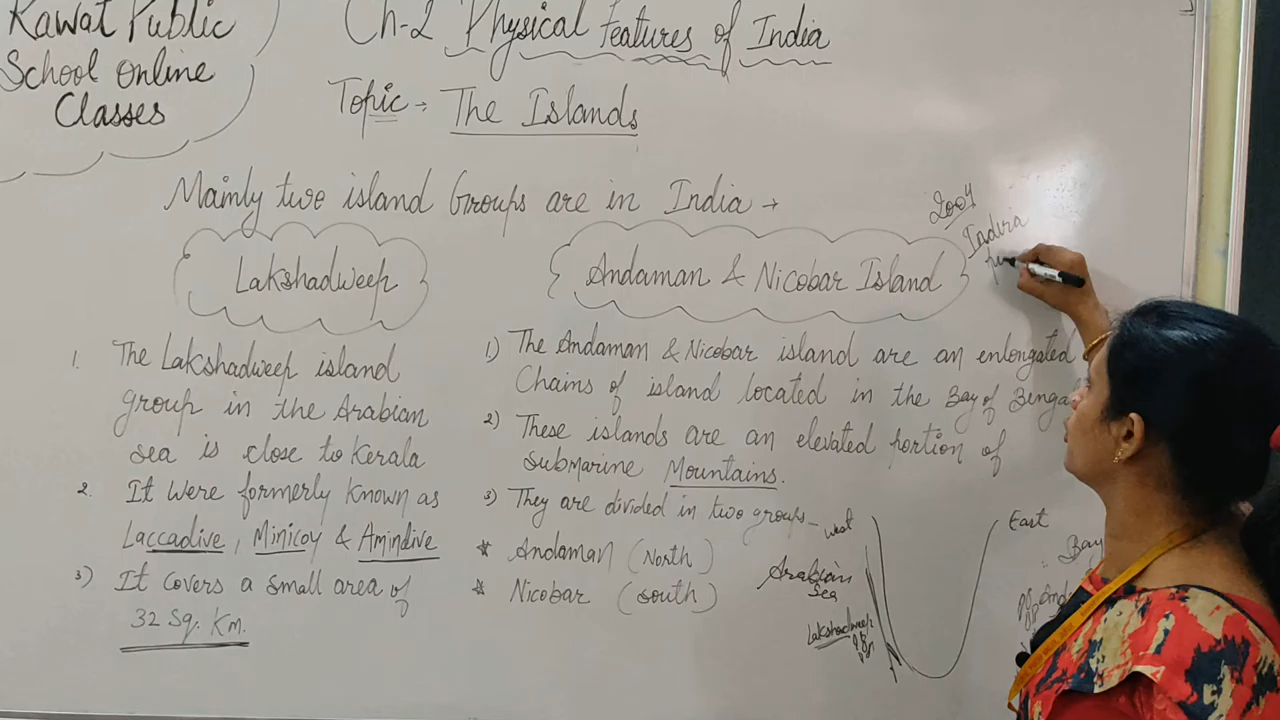 Rawat Public
School Online
Classes
Ch-2 Physical Features of India
Topic → The Islands
Mainly two island Groups are in India →
2004
Indira
Lakshadweep
Andaman & Nicobar Island
1. The Lakshadweep island
group in the Arabian
sea is close to Kerala
2. It were formerly known as
Laccadive, Minicoy & Amindive
3) It covers a small area of
32 Sq. Km.
1) The Andaman & Nicobar island are an enlongated
Chains of island located in the Bay of Bengal
2) These islands are an elevated portion of
submarine Mountains.
3) They are divided in two groups -
* Andaman (North)
* Nicobar (South)
west
East
Arabian
Sea
Lakshadweep
Bay